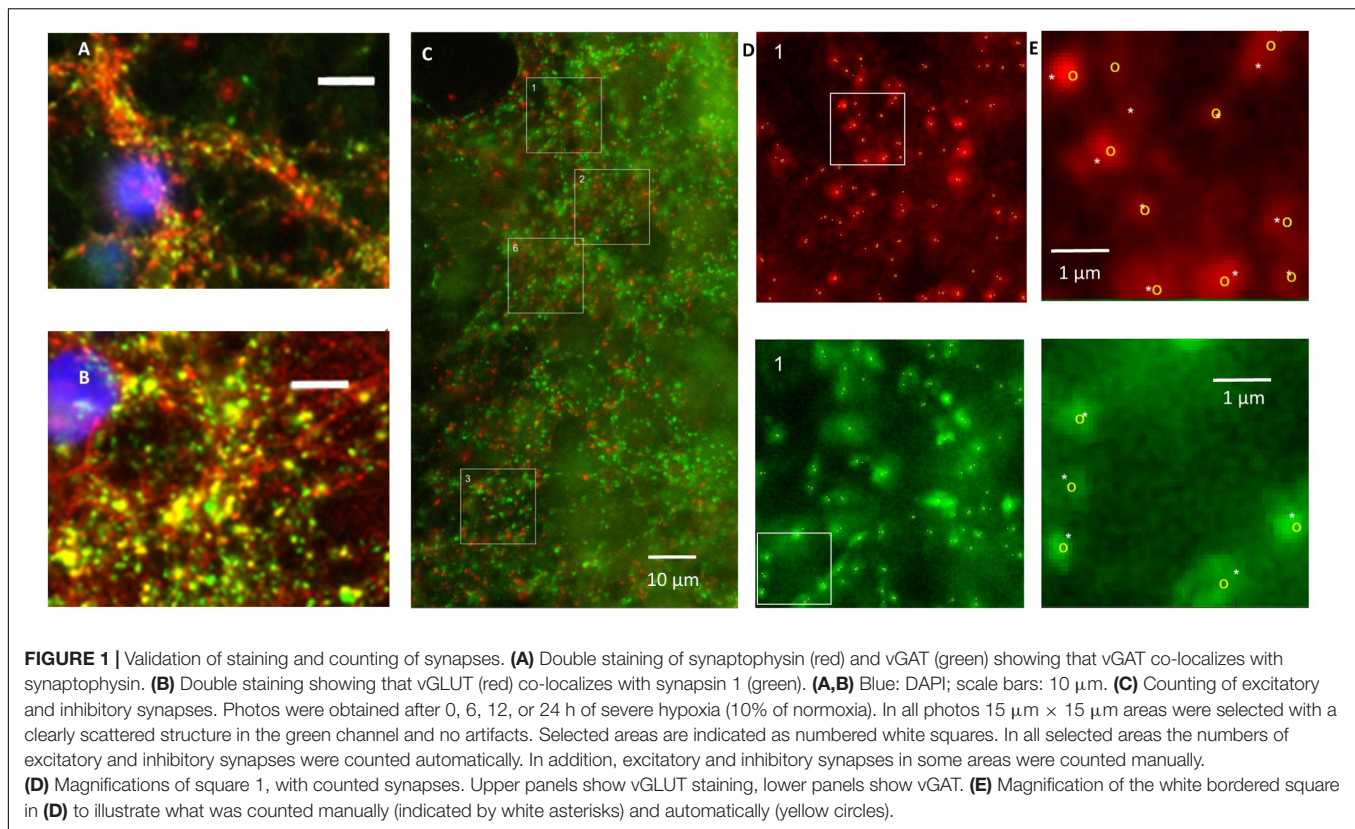 A
C
D
1
E
1
2
6
1 µm
B
1
1 µm
3
10 µm
FIGURE 1 | Validation of staining and counting of synapses. (A) Double staining of synaptophysin (red) and vGAT (green) showing that vGAT co-localizes with
synaptophysin. (B) Double staining showing that vGLUT (red) co-localizes with synapsin 1 (green). (A,B) Blue: DAPI; scale bars: 10 µm. (C) Counting of excitatory
and inhibitory synapses. Photos were obtained after 0, 6, 12, or 24 h of severe hypoxia (10% of normoxia). In all photos 15 µm × 15 µm areas were selected with a
clearly scattered structure in the green channel and no artifacts. Selected areas are indicated as numbered white squares. In all selected areas the numbers of
excitatory and inhibitory synapses were counted automatically. In addition, excitatory and inhibitory synapses in some areas were counted manually.
(D) Magnifications of square 1, with counted synapses. Upper panels show vGLUT staining, lower panels show vGAT. (E) Magnification of the white bordered square
in (D) to illustrate what was counted manually (indicated by white asterisks) and automatically (yellow circles).